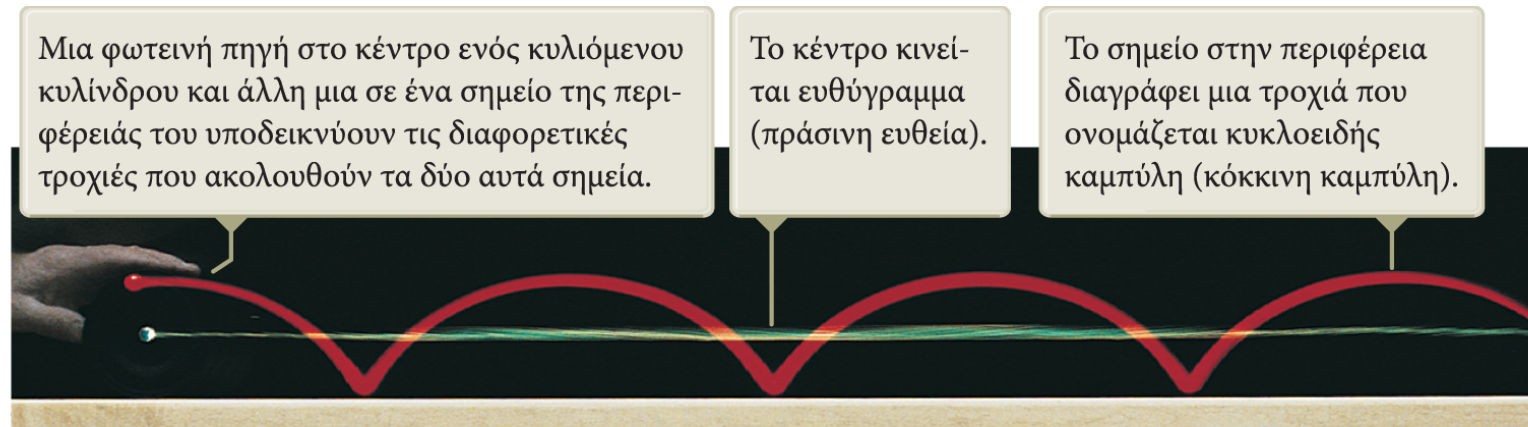 Μια φωτεινή πηγή στο κέντρο ενός κυλιόμενου
κυλίνδρου και άλλη μια σε ένα σημείο της περι-
φέρειάς του υποδεικνύουν τις διαφορετικές
τροχιές που ακολουθούν τα δύο αυτά σημεία.
Το κέντρο κινεί-
ται ευθύγραμμα
(πράσινη ευθεία).
Το σημείο στην περιφέρεια
διαγράφει μια τροχιά που
ονομάζεται κυκλοειδής
καμπύλη (κόκκινη καμπύλη).